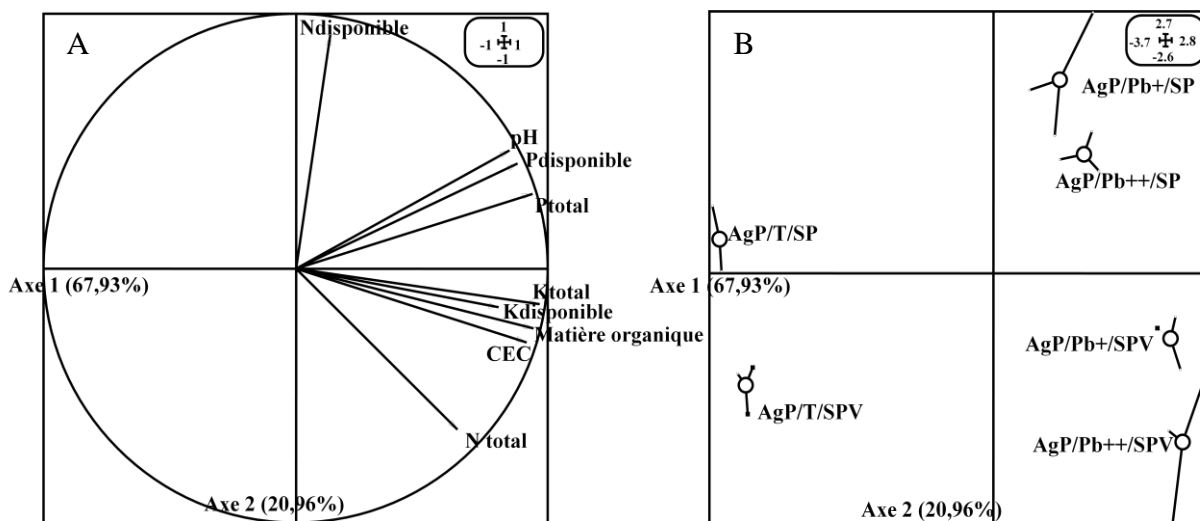 A
Ndisponible
1
-1 1
-1
pH
Pdisponible
Ptotal
Axe 1 (67,93%)
Ktotal
Kdisponible
Matière organique
CEC
N total
Axe 2 (20,96%)
B
2.7
-3.7 2.8
-2.6
AgP/Pb+/SP
AgP/Pb++/SP
AgP/T/SP
Axe 1 (67,93%)
AgP/Pb+/SPV
AgP/T/SPV
AgP/Pb++/SPV
Axe 2 (20,96%)